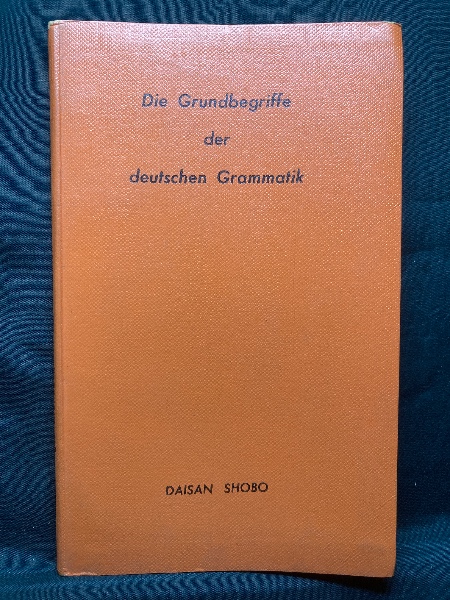 Die Grundbegriffe
der
deutschen Grammatik
DAISAN SHOBO